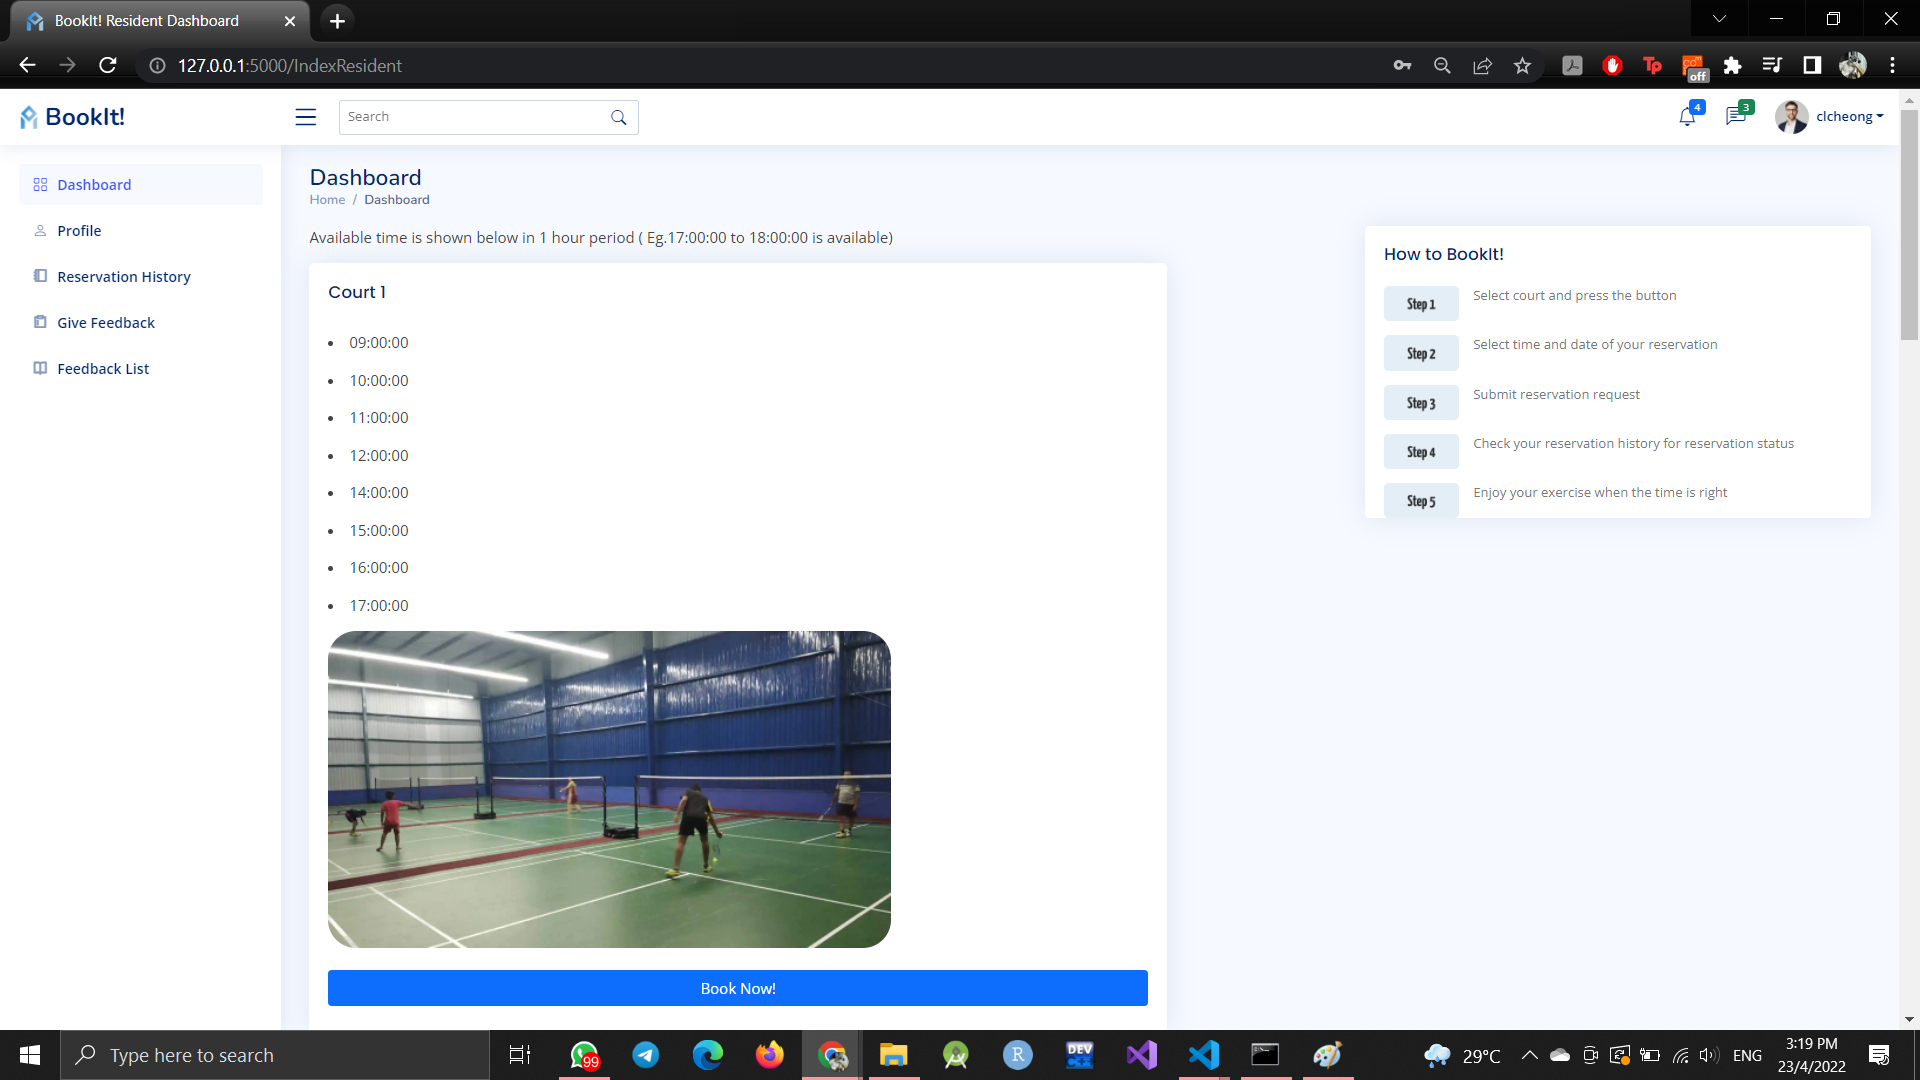 BookIt! Resident Dashboard
127.0.0.1:5000/IndexResident
off
BookIt!
Search
4
3
clcheong
Dashboard
Profile
Reservation History
Give Feedback
Feedback List
Dashboard
Home / Dashboard
Available time is shown below in 1 hour period ( Eg.17:00:00 to 18:00:00 is available)
Court 1
09:00:00
10:00:00
11:00:00
12:00:00
14:00:00
15:00:00
16:00:00
17:00:00
Book Now!
How to BookIt!
Step 1 Select court and press the button
Step 2 Select time and date of your reservation
Step 3 Submit reservation request
Step 4 Check your reservation history for reservation status
Step 5 Enjoy your exercise when the time is right
Type here to search
99
R
DEV
C++
29°C
ENG
3:19 PM
23/4/2022